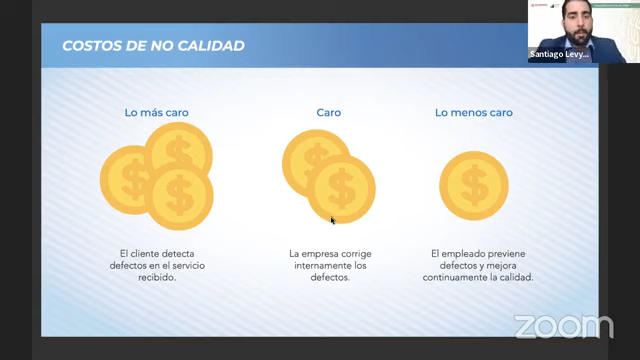 COSTOS DE NO CALIDAD
Santiago Levy...
Lo más caro
Caro
Lo menos caro
$
$
$
$
$
$
El cliente detecta
defectos en el servicio
recibido.
La empresa corrige
internamente los
defectos.
El empleado previene
defectos y mejora
continuamente la calidad.
zoom